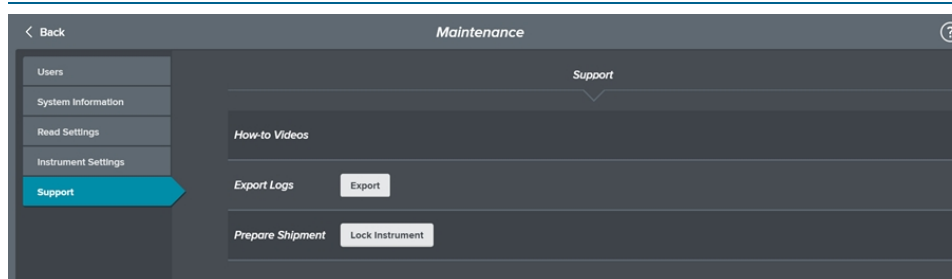 Back
Maintenance
?
Users
System Information
Read Settings
Instrument Settings
Support
Support
How-to Videos
Export Logs
Export
Prepare Shipment
Lock Instrument